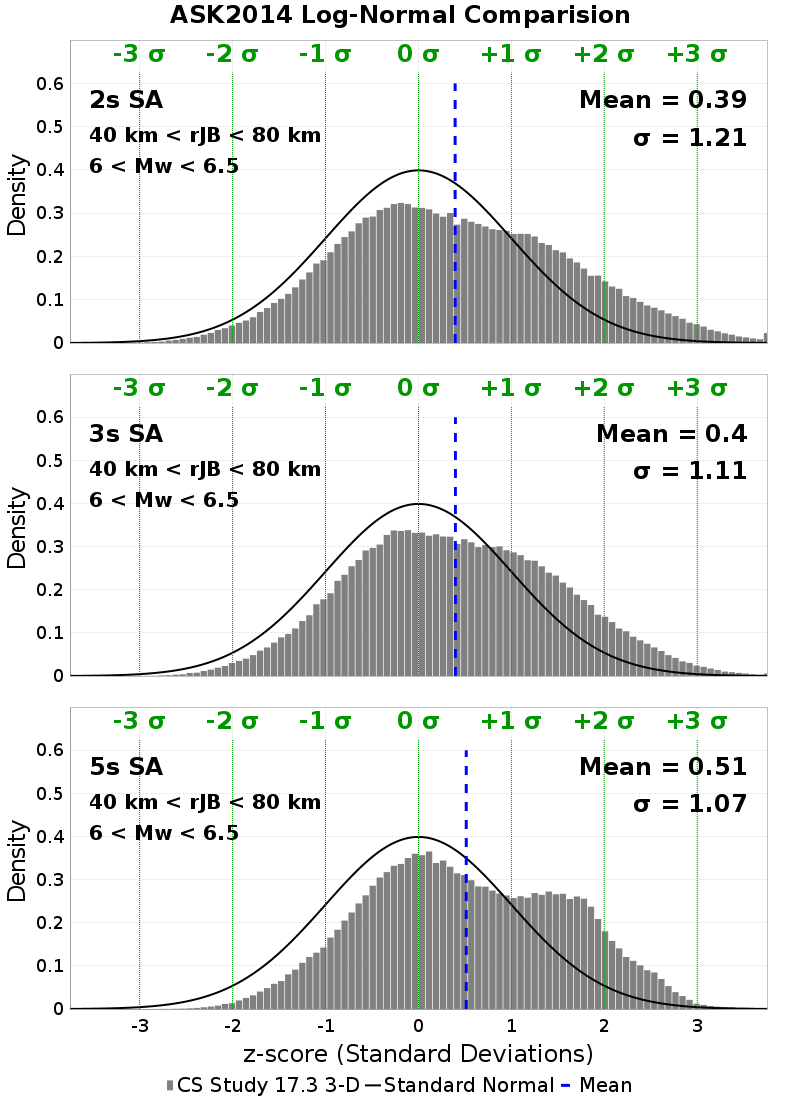 ASK2014 Log-Normal Comparision
-3 σ -2 σ -1 σ 0 σ +1 σ +2 σ +3 σ
0.6
2s SA Mean = 0.39
0.5
40 km < rJB < 80 km σ = 1.21
0.4
6 < Mw < 6.5
Density
0.3
0.2
0.1
0
-3 σ -2 σ -1 σ 0 σ +1 σ +2 σ +3 σ
0.6
3s SA Mean = 0.4
0.5
40 km < rJB < 80 km σ = 1.11
0.4
6 < Mw < 6.5
Density
0.3
0.2
0.1
0
-3 σ -2 σ -1 σ 0 σ +1 σ +2 σ +3 σ
0.6
5s SA Mean = 0.51
0.5
40 km < rJB < 80 km σ = 1.07
0.4
6 < Mw < 6.5
Density
0.3
0.2
0.1
0
-3 -2 -1 0 1 2 3
z-score (Standard Deviations)
CS Study 17.3 3-D Standard Normal Mean